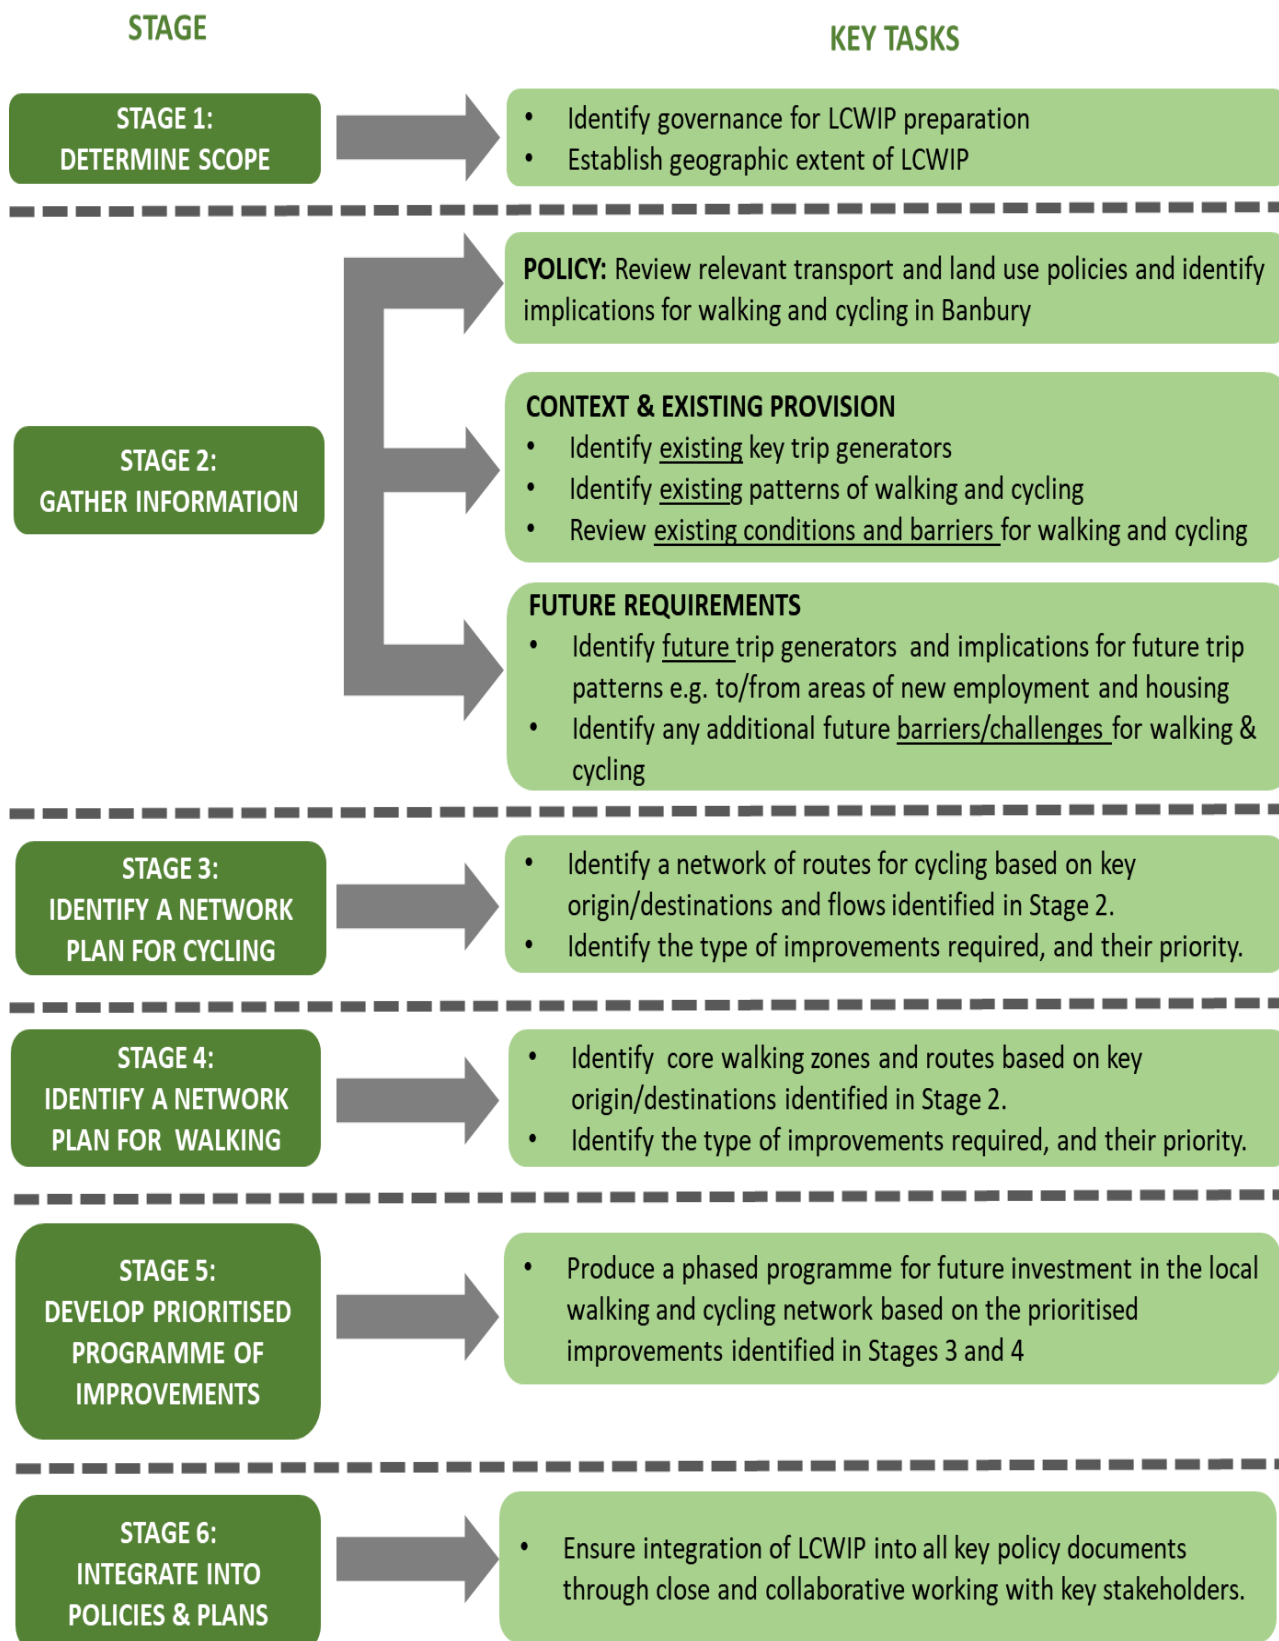 STAGE
KEY TASKS
STAGE 1:
DETERMINE SCOPE
• Identify governance for LCWIP preparation
• Establish geographic extent of LCWIP
STAGE 2:
GATHER INFORMATION
POLICY: Review relevant transport and land use policies and identify
implications for walking and cycling in Banbury
CONTEXT & EXISTING PROVISION
• Identify existing key trip generators
• Identify existing patterns of walking and cycling
• Review existing conditions and barriers for walking and cycling
FUTURE REQUIREMENTS
• Identify future trip generators and implications for future trip
patterns e.g. to/from areas of new employment and housing
• Identify any additional future barriers/challenges for walking &
cycling
STAGE 3:
IDENTIFY A NETWORK
PLAN FOR CYCLING
• Identify a network of routes for cycling based on key
origin/destinations and flows identified in Stage 2.
• Identify the type of improvements required, and their priority.
STAGE 4:
IDENTIFY A NETWORK
PLAN FOR WALKING
• Identify core walking zones and routes based on key
origin/destinations identified in Stage 2.
• Identify the type of improvements required, and their priority.
STAGE 5:
DEVELOP PRIORITISED
PROGRAMME OF
IMPROVEMENTS
• Produce a phased programme for future investment in the local
walking and cycling network based on the prioritised
improvements identified in Stages 3 and 4
STAGE 6:
INTEGRATE INTO
POLICIES & PLANS
• Ensure integration of LCWIP into all key policy documents
through close and collaborative working with key stakeholders.